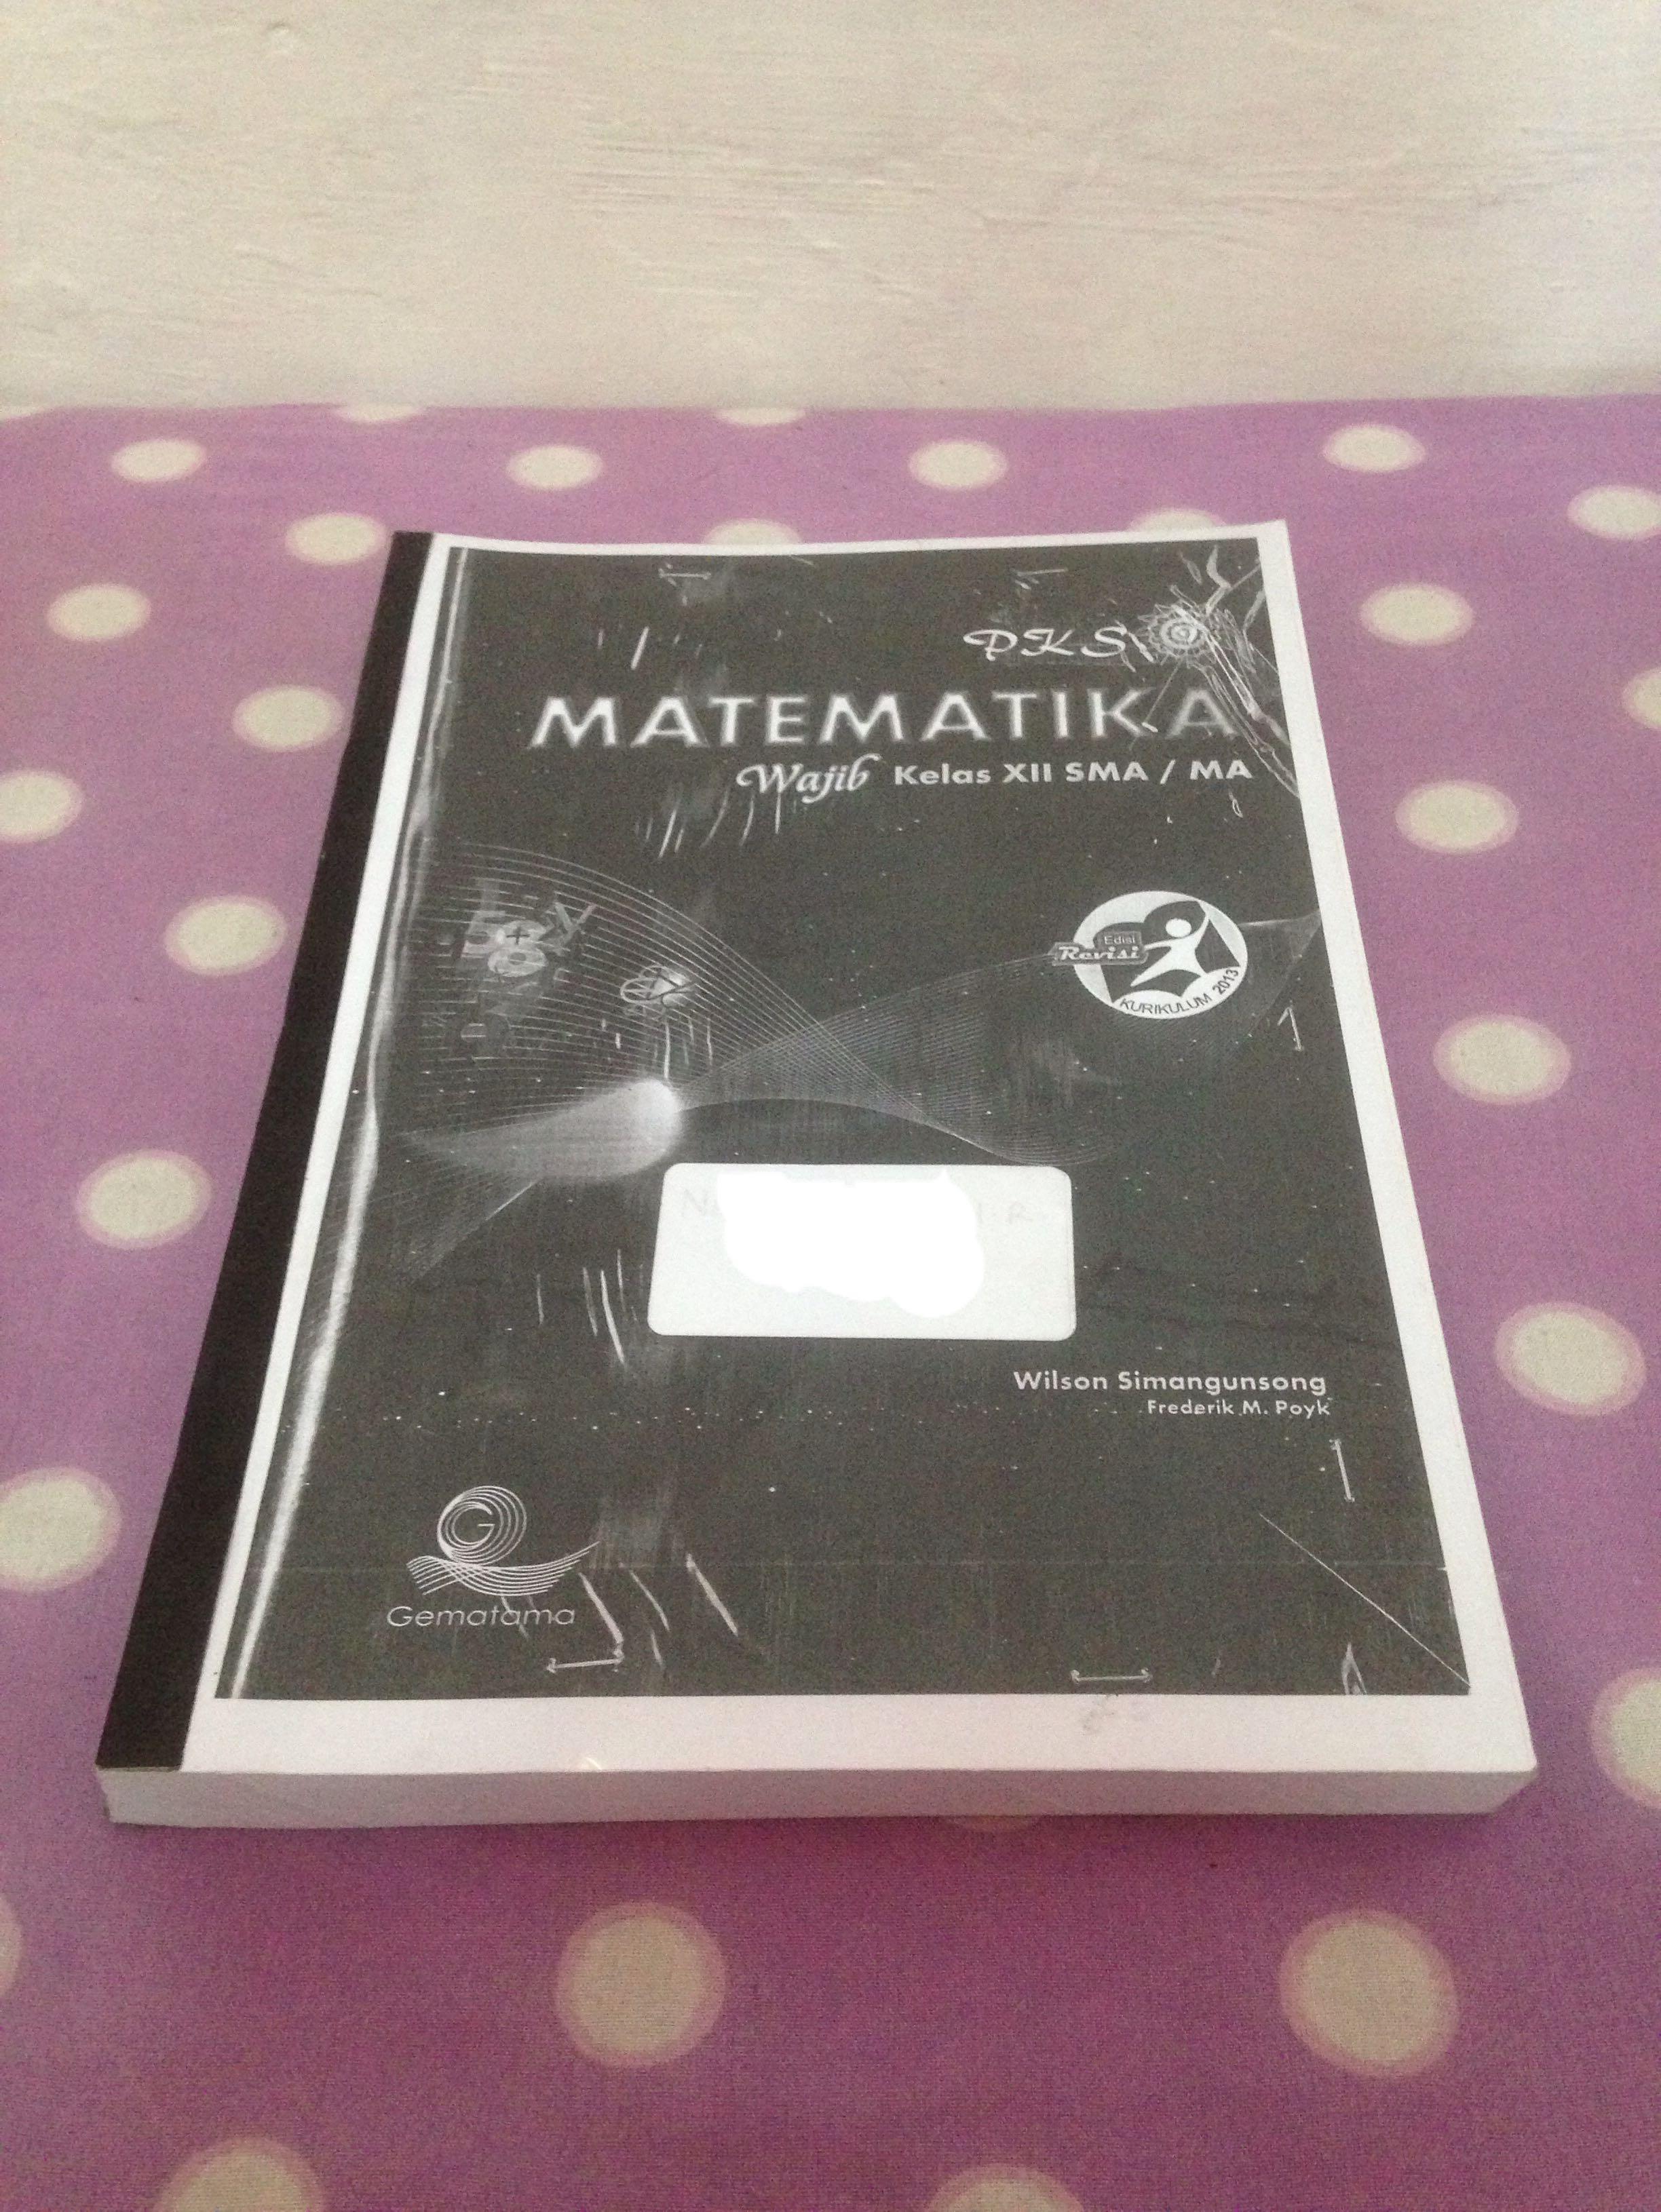 PKS
MATEMATIKA
Wajib Kelas XII SMA / MA
Edisi
Revisi
KURIKULUM 2013
R.
Wilson Simangunsong
Frederik M. Poyk
G
Gematama